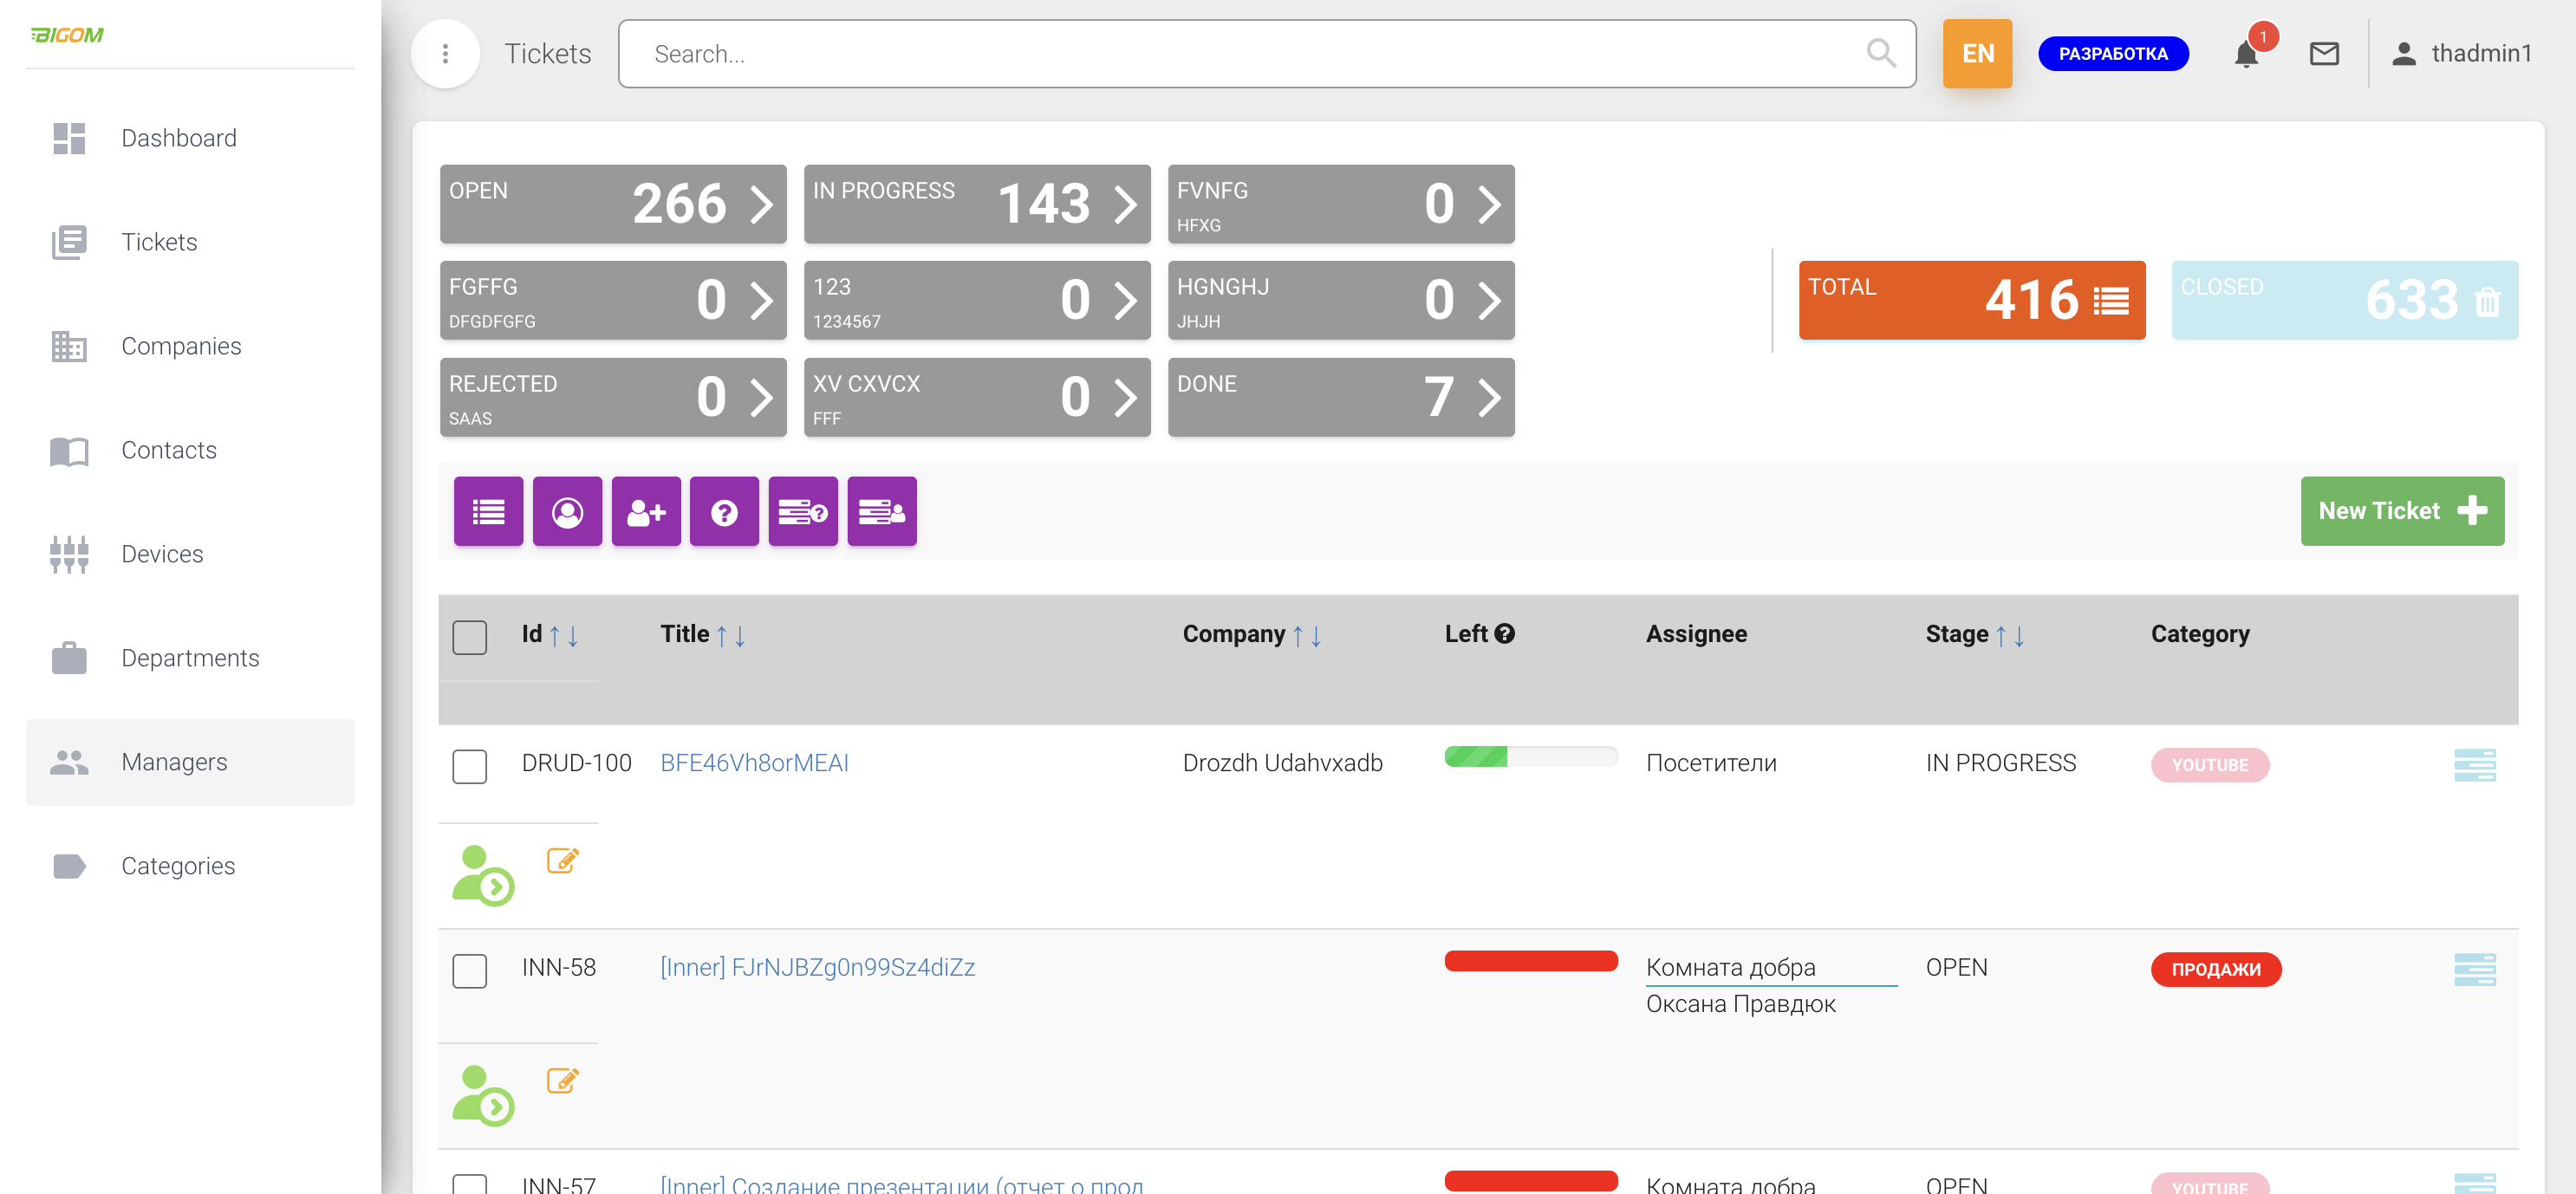 BIGOM
Dashboard
Tickets
Companies
Contacts
Devices
Departments
Managers
Categories
Tickets
Search...
EN
РАЗРАБОТКА
1
thadmin1
OPEN 266
IN PROGRESS 143
FVNFG 0
HFXG
FGFFG 0
DFGDFGFG
123 0
1234567
HGNGHJ 0
JHJH
REJECTED 0
SAAS
XV CXVCX 0
FFF
DONE 7
TOTAL 416
CLOSED 633
New Ticket
Id ↑↓ Title ↑↓ Company ↑↓ Left Assignee Stage ↑↓ Category
DRUD-100 BFE46Vh8orMEAI Drozdh Udahvxadb Посетители IN PROGRESS YOUTUBE
INN-58 [Inner] FJrNJBZg0n99Sz4diZz Комната добра OPEN ПРОДАЖИ
Оксана Правдюк
INN-57 [Inner] Создание презентации (отчет о прод Комната добра OPEN YOUTUBE